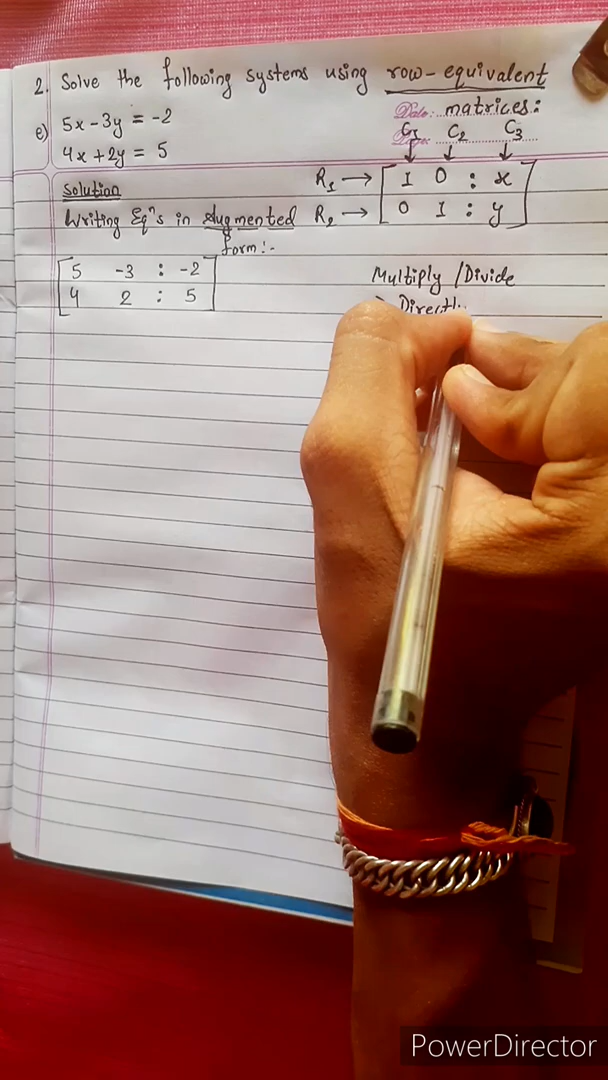 2. Solve the following systems using row-equivalent
Date: matrices:
e) 5x - 3y = -2
4x + 2y = 5
C1 C2 C3
Solution
R1 → [ 1 0 : x
R2 → 0 1 : y ]
Writing Eqⁿs in Augmented
form:-
[ 5 -3 : -2
4 2 : 5 ]
Multiply / Divide
PowerDirector